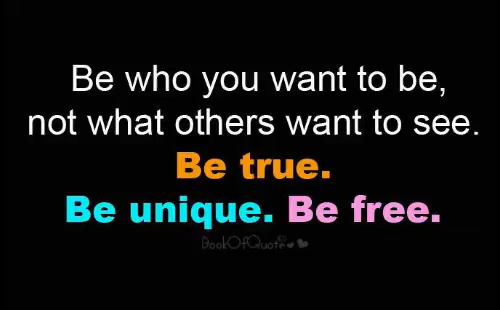 Be who you want to be,
not what others want to see.
Be true.
Be unique. Be free.
BookOfQuote